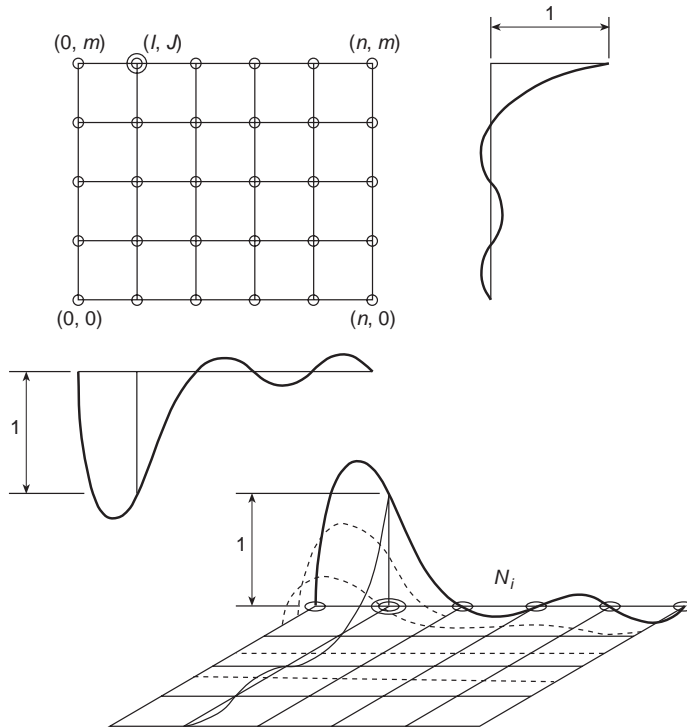 1
(0, m) (I, J) (n, m)
(0, 0) (n, 0)
1
1
N_i